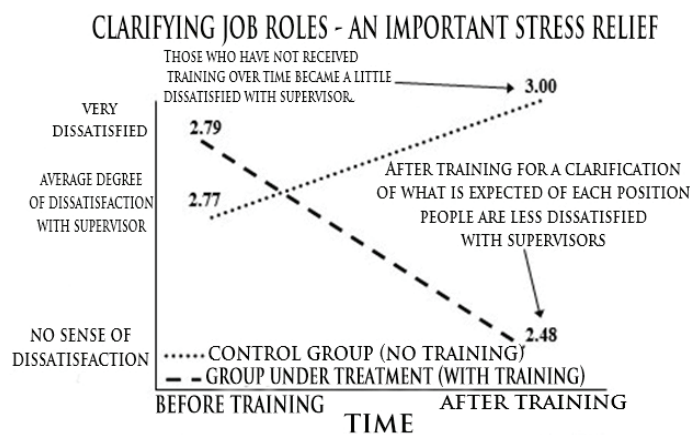 CLARIFYING JOB ROLES - AN IMPORTANT STRESS RELIEF
THOSE WHO HAVE NOT RECEIVED
TRAINING OVER TIME BECAME A LITTLE
DISSATISFIED WITH SUPERVISOR.
3.00
VERY
DISSATISFIED
2.79
AVERAGE DEGREE
OF DISSATISFACTION
WITH SUPERVISOR
2.77
AFTER TRAINING FOR A CLARIFICATION
OF WHAT IS EXPECTED OF EACH POSITION
PEOPLE ARE LESS DISSATISFIED
WITH SUPERVISORS
NO SENSE OF
DISSATISFACTION
2.48
CONTROL GROUP (NO TRAINING)
GROUP UNDER TREATMENT (WITH TRAINING)
BEFORE TRAINING
AFTER TRAINING
TIME